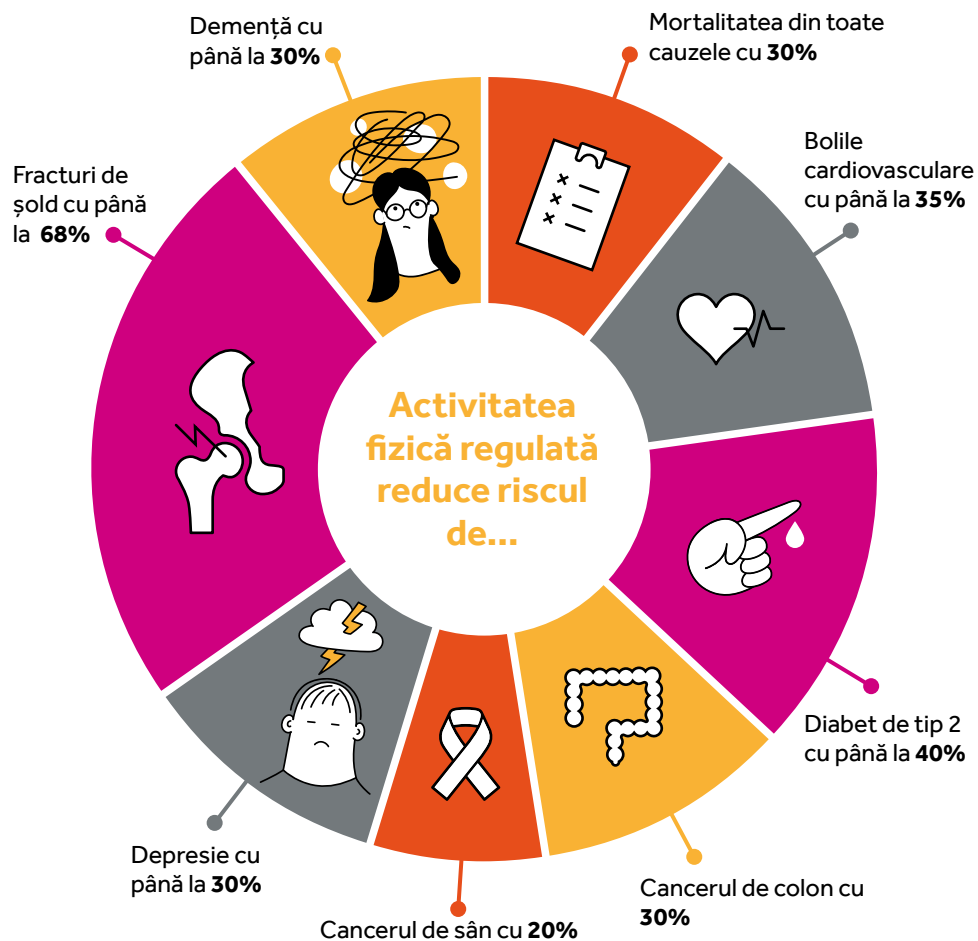 Demență cu
până la 30%
Mortalitatea din toate
cauzele cu 30%
Bolile
cardiovasculare
cu până la 35%
Fracturi de
șold cu până
la 68%
Activitatea
fizică regulată
reduce riscul
de...
Diabet de tip 2
cu până la 40%
Depresie cu
până la 30%
Cancerul de colon cu
30%
Cancerul de sân cu 20%